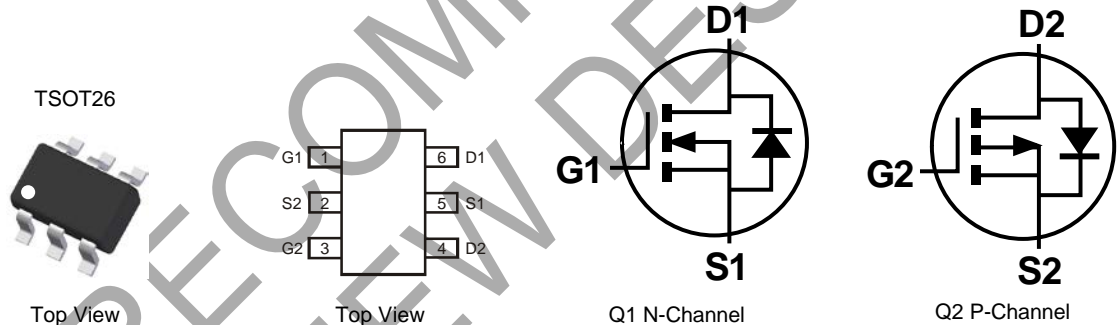 TSOT26
Top View
G1 1 6 D1
S2 2 5 S1
G2 3 4 D2
Top View
D1
G1
S1
Q1 N-Channel
D2
G2
S2
Q2 P-Channel